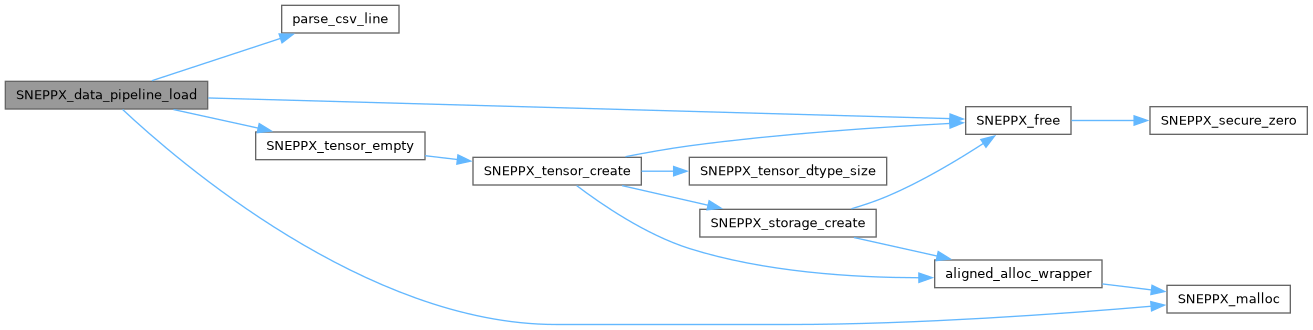 parse_csv_line
SNEPPX_data_pipeline_load
SNEPPX_free
SNEPPX_secure_zero
SNEPPX_tensor_empty
SNEPPX_tensor_create
SNEPPX_tensor_dtype_size
SNEPPX_storage_create
aligned_alloc_wrapper
SNEPPX_malloc